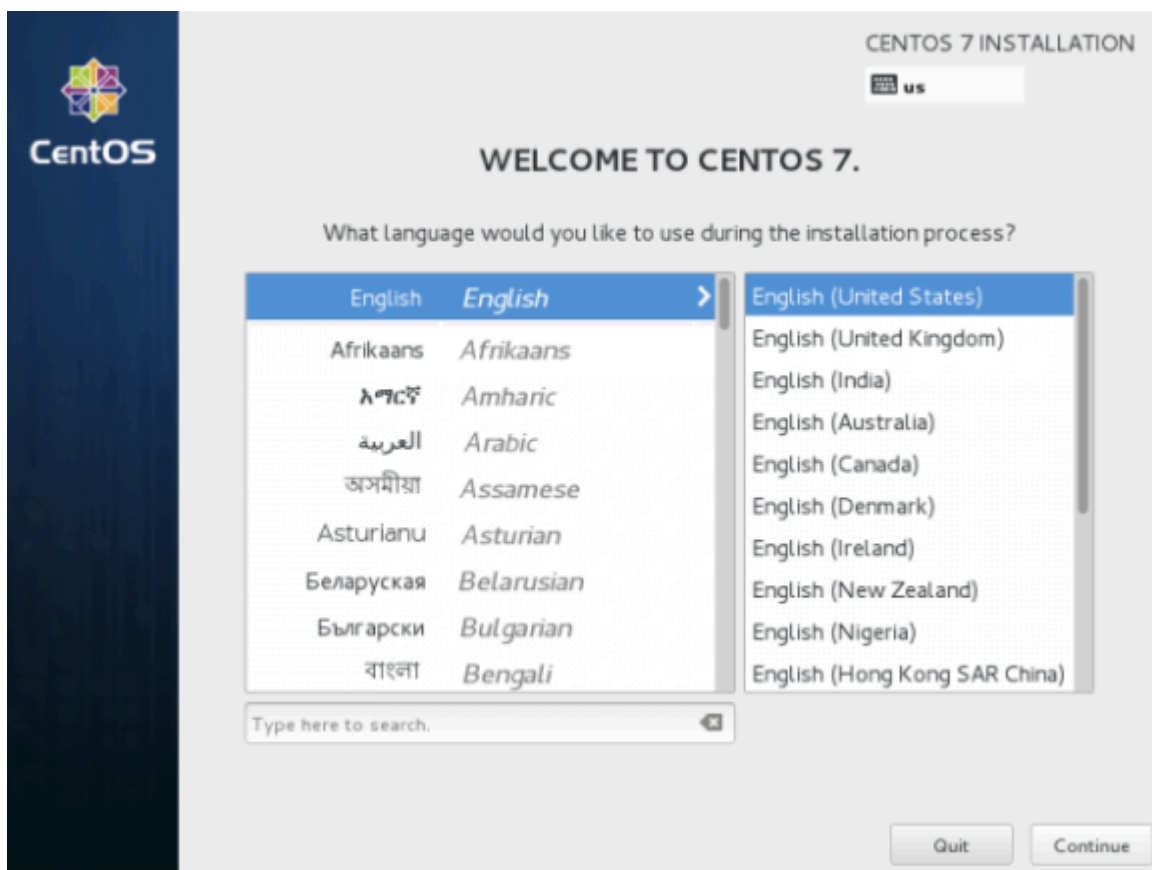 CentOS
CENTOS 7 INSTALLATION
us
WELCOME TO CENTOS 7.
What language would you like to use during the installation process?
English English
Afrikaans Afrikaans
አማርኛ Amharic
العربية Arabic
অসমীয়া Assamese
Asturianu Asturian
Беларуская Belarusian
Български Bulgarian
বাংলা Bengali
English (United States)
English (United Kingdom)
English (India)
English (Australia)
English (Canada)
English (Denmark)
English (Ireland)
English (New Zealand)
English (Nigeria)
English (Hong Kong SAR China)
Type here to search.
Quit Continue